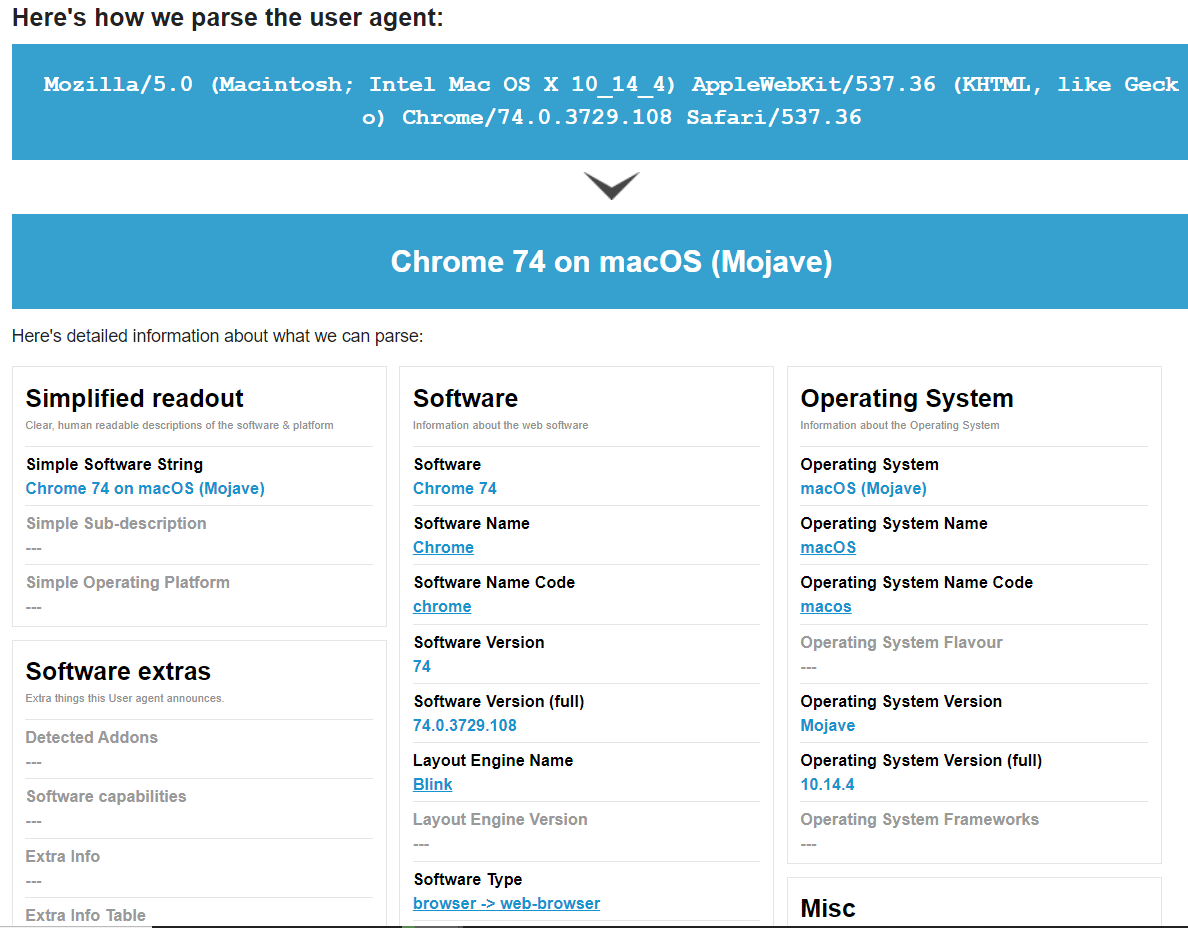 Here's how we parse the user agent:
Mozilla/5.0 (Macintosh; Intel Mac OS X 10_14_4) AppleWebKit/537.36 (KHTML, like Geck
o) Chrome/74.0.3729.108 Safari/537.36
Chrome 74 on macOS (Mojave)
Here's detailed information about what we can parse:
Simplified readout
Clear, human readable descriptions of the software & platform
Simple Software String
Chrome 74 on macOS (Mojave)
Simple Sub-description
---
Simple Operating Platform
---
Software extras
Extra things this User agent announces.
Detected Addons
---
Software capabilities
---
Extra Info
---
Extra Info Table
Software
Information about the web software
Software
Chrome 74
Software Name
Chrome
Software Name Code
chrome
Software Version
74
Software Version (full)
74.0.3729.108
Layout Engine Name
Blink
Layout Engine Version
---
Software Type
browser -> web-browser
Operating System
Information about the Operating System
Operating System
macOS (Mojave)
Operating System Name
macOS
Operating System Name Code
macos
Operating System Flavour
---
Operating System Version
Mojave
Operating System Version (full)
10.14.4
Operating System Frameworks
---
Misc